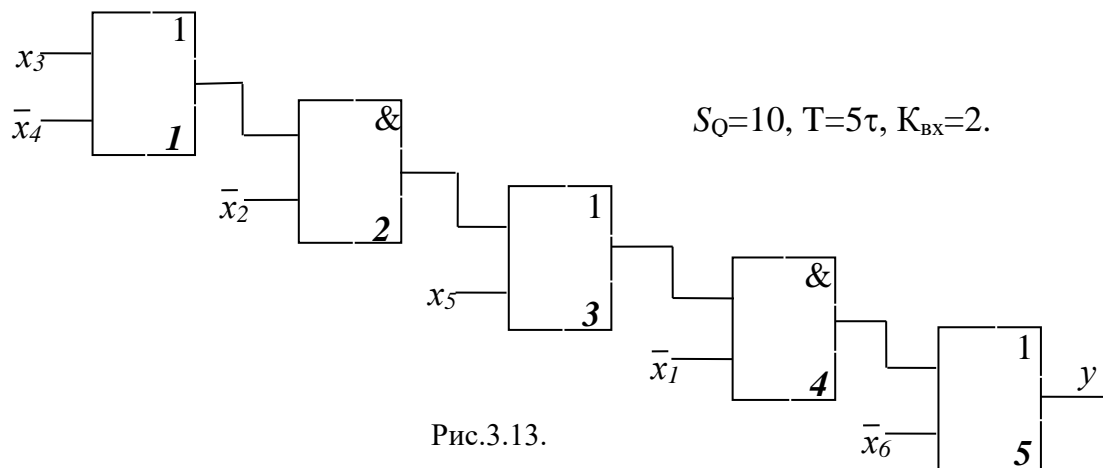 1
x₃
x̄₄
1
&
x̄₂
2
S_Q=10, T=5τ, K_вх=2.
1
x₅
3
&
x̄₁
4
1
y
x̄₆
5
Рис.3.13.